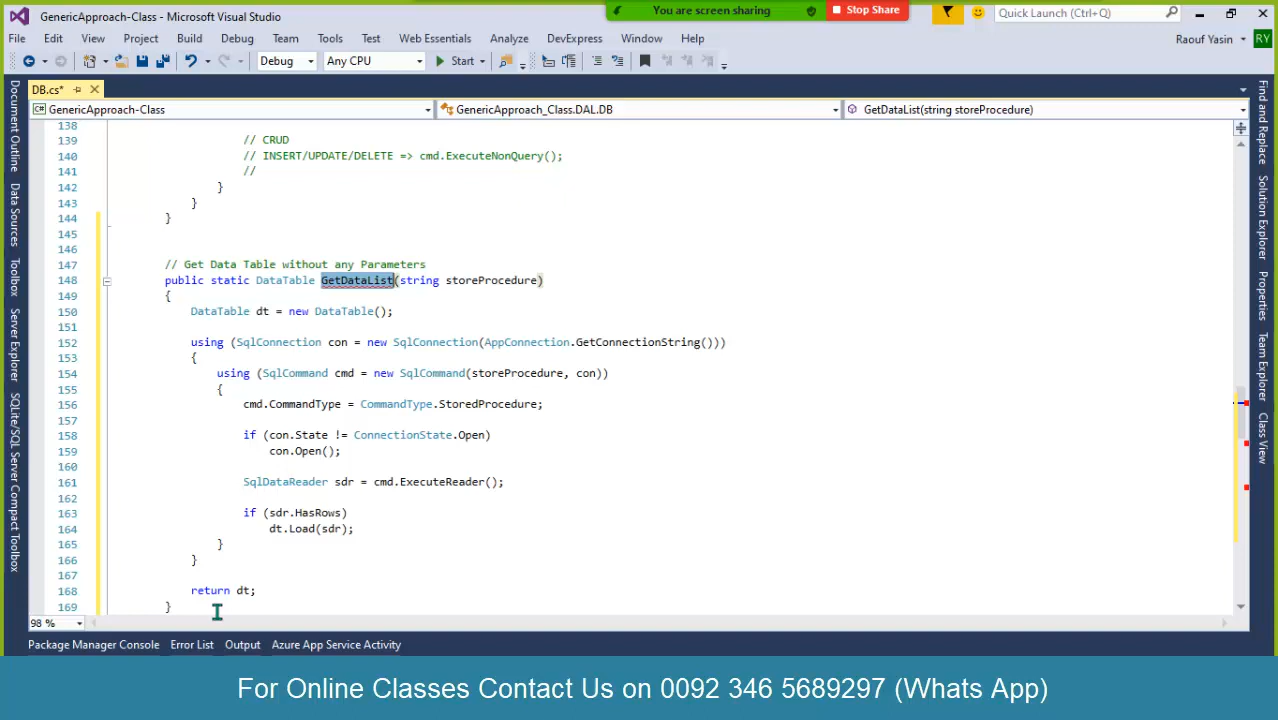 GenericApproach-Class - Microsoft Visual Studio
You are screen sharing
Stop Share
Quick Launch (Ctrl+Q)
File Edit View Project Build Debug Team Tools Test Web Essentials Analyze DevExpress Window Help
Raouf Yasin RY
Debug Any CPU Start
DB.cs*
GenericApproach-Class GenericApproach_Class.DAL.DB GetDataList(string storeProcedure)
Document Outline
Data Sources
Toolbox
Server Explorer
SQLite/SQL Server Compact Toolbox
138
139 // CRUD
140 // INSERT/UPDATE/DELETE => cmd.ExecuteNonQuery();
141 //
142 }
143 }
144 }
145
146
147 // Get Data Table without any Parameters
148 public static DataTable GetDataList(string storeProcedure)
149 {
150 DataTable dt = new DataTable();
151
152 using (SqlConnection con = new SqlConnection(AppConnection.GetConnectionString()))
153 {
154 using (SqlCommand cmd = new SqlCommand(storeProcedure, con))
155 {
156 cmd.CommandType = CommandType.StoredProcedure;
157
158 if (con.State != ConnectionState.Open)
159 con.Open();
160
161 SqlDataReader sdr = cmd.ExecuteReader();
162
163 if (sdr.HasRows)
164 dt.Load(sdr);
165 }
166 }
167
168 return dt;
169 }
98 %
Find and Replace
Solution Explorer
Properties
Team Explorer
Class View
Package Manager Console Error List Output Azure App Service Activity
For Online Classes Contact Us on 0092 346 5689297 (Whats App)